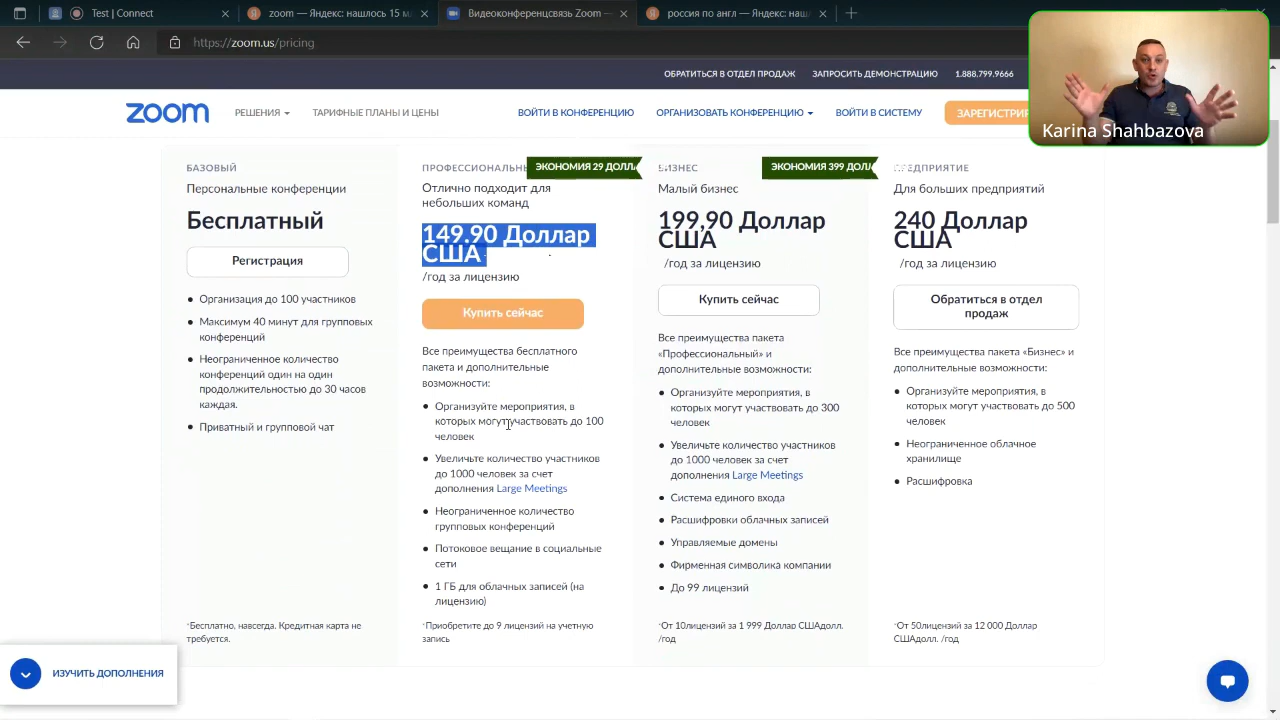 Test | Connect
zoom — Яндекс: нашлось 15 м
Видеоконференцсвязь Zoom —
россия по англ — Яндекс: наш
https://zoom.us/pricing
ОБРАТИТЬСЯ В ОТДЕЛ ПРОДАЖ
ЗАПРОСИТЬ ДЕМОНСТРАЦИЮ
1.888.799.9666
zoom
РЕШЕНИЯ
ТАРИФНЫЕ ПЛАНЫ И ЦЕНЫ
ВОЙТИ В КОНФЕРЕНЦИЮ
ОРГАНИЗОВАТЬ КОНФЕРЕНЦИЮ
ВОЙТИ В СИСТЕМУ
ЗАРЕГИСТРИР
Karina Shahbazova
БАЗОВЫЙ
Персональные конференции
Бесплатный
Регистрация
Организация до 100 участников
Максимум 40 минут для групповых
конференций
Неограниченное количество
конференций один на один
продолжительностью до 30 часов
каждая.
Приватный и групповой чат
*Бесплатно, навсегда. Кредитная карта не
требуется.
ПРОФЕССИОНАЛЬН
ЭКОНОМИЯ 29 ДОЛЛ
Отлично подходит для
небольших команд
149.90 Доллар
США
/год за лицензию
Купить сейчас
Все преимущества бесплатного
пакета и дополнительные
возможности:
Организуйте мероприятия, в
которых могут участвовать до 100
человек
Увеличьте количество участников
до 1000 человек за счет
дополнения Large Meetings
Неограниченное количество
групповых конференций
Потоковое вещание в социальные
сети
1 ГБ для облачных записей (на
лицензию)
*Приобретите до 9 лицензий на учетную
запись
БИЗНЕС
ЭКОНОМИЯ 399 ДОЛ
Малый бизнес
199,90 Доллар
США
/год за лицензию
Купить сейчас
Все преимущества пакета
«Профессиональный» и
дополнительные возможности:
Организуйте мероприятия, в
которых могут участвовать до 300
человек
Увеличьте количество участников
до 1000 человек за счет
дополнения Large Meetings
Система единого входа
Расшифровки облачных записей
Управляемые домены
Фирменная символика компании
До 99 лицензий
*От 10лицензий за 1 999 Доллар СШАдолл.
/год
ПРЕДПРИЯТИЕ
Для больших предприятий
240 Доллар
США
/год за лицензию
Обратиться в отдел
продаж
Все преимущества пакета «Бизнес» и
дополнительные возможности:
Организуйте мероприятия, в
которых могут участвовать до 500
человек
Неограниченное облачное
хранилище
Расшифровка
*От 50лицензий за 12 000 Доллар
СШАдолл. /год
ИЗУЧИТЬ ДОПОЛНЕНИЯ